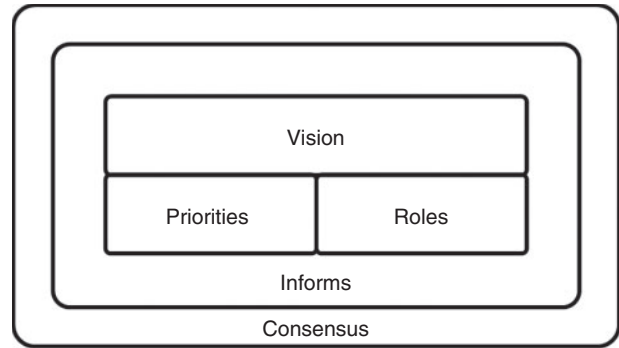 Vision
Priorities
Roles
Informs
Consensus